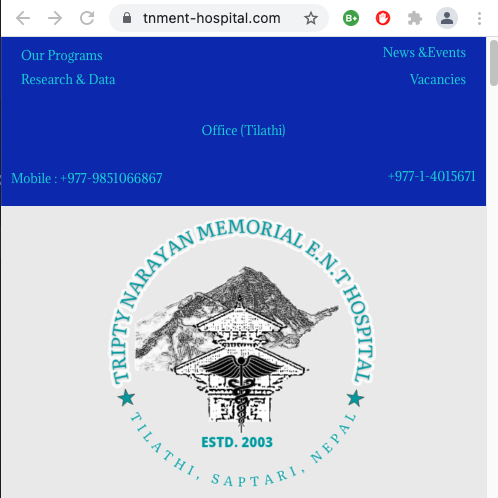 tnment-hospital.com
Our Programs
News &Events
Research & Data
Vacancies
Office (Tilathi)
Mobile : +977-9851066867
+977-1-4015671
TRIPTY NARAYAN MEMORIAL E.N.T HOSPITAL
ESTD. 2003
TILATHI, SAPTARI, NEPAL